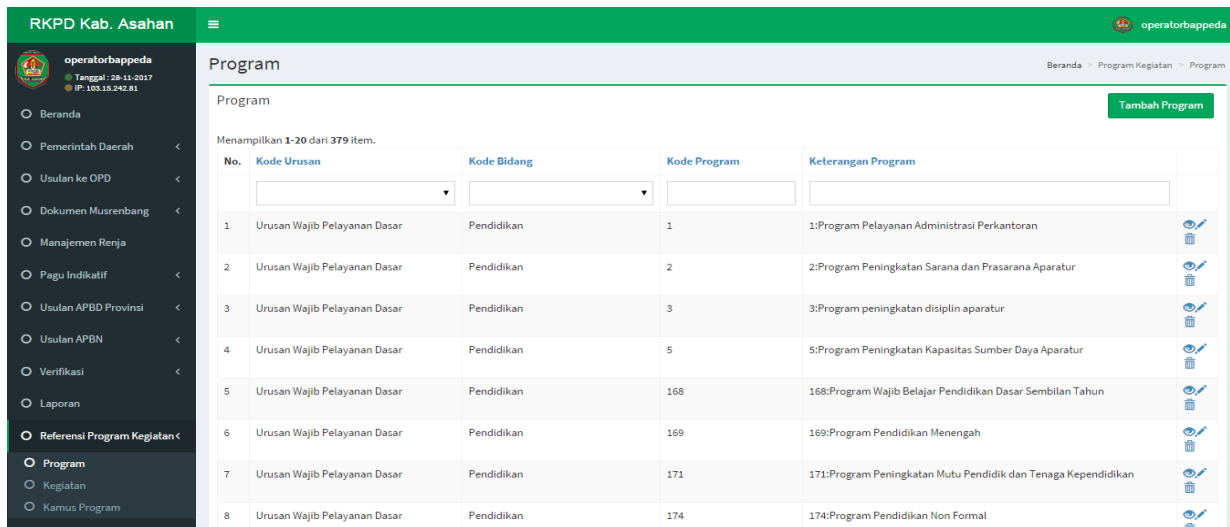 RKPD Kab. Asahan
operatorbappeda
operatorbappeda
Tanggal : 28-11-2017
IP: 103.15.242.81
Beranda
Pemerintah Daerah
Usulan ke OPD
Dokumen Musrenbang
Manajemen Renja
Pagu Indikatif
Usulan APBD Provinsi
Usulan APBN
Verifikasi
Laporan
Referensi Program Kegiatan
Program
Kegiatan
Kamus Program
Program
Beranda > Program Kegiatan > Program
Program
Tambah Program
Menampilkan 1-20 dari 379 item.
No. Kode Urusan Kode Bidang Kode Program Keterangan Program
1 Urusan Wajib Pelayanan Dasar Pendidikan 1 1:Program Pelayanan Administrasi Perkantoran
2 Urusan Wajib Pelayanan Dasar Pendidikan 2 2:Program Peningkatan Sarana dan Prasarana Aparatur
3 Urusan Wajib Pelayanan Dasar Pendidikan 3 3:Program peningkatan disiplin aparatur
4 Urusan Wajib Pelayanan Dasar Pendidikan 5 5:Program Peningkatan Kapasitas Sumber Daya Aparatur
5 Urusan Wajib Pelayanan Dasar Pendidikan 168 168:Program Wajib Belajar Pendidikan Dasar Sembilan Tahun
6 Urusan Wajib Pelayanan Dasar Pendidikan 169 169:Program Pendidikan Menengah
7 Urusan Wajib Pelayanan Dasar Pendidikan 171 171:Program Peningkatan Mutu Pendidik dan Tenaga Kependidikan
8 Urusan Wajib Pelayanan Dasar Pendidikan 174 174:Program Pendidikan Non Formal